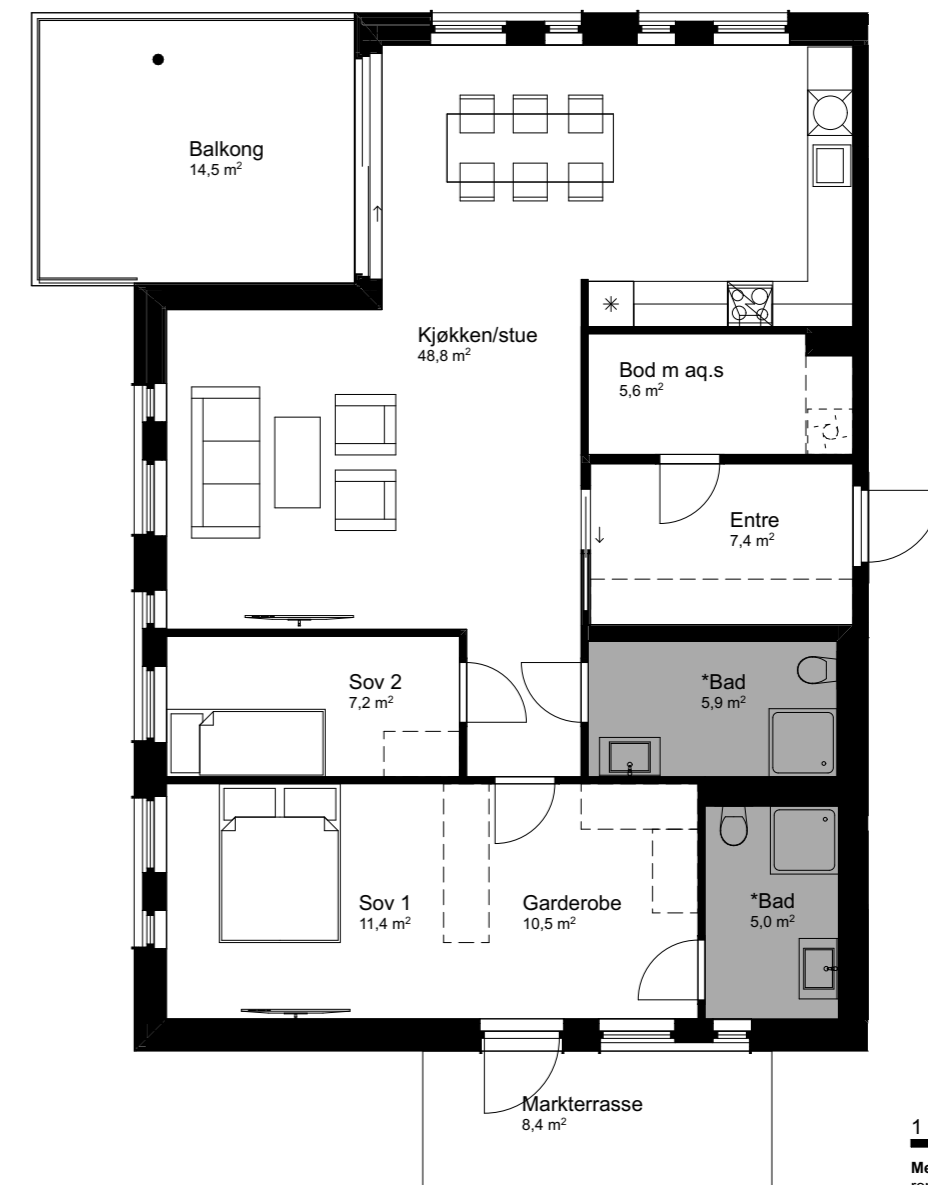 Balkong
14,5 m²
Kjøkken/stue
48,8 m²
Bod m aq.s
5,6 m²
Entre
7,4 m²
Sov 2
7,2 m²
*Bad
5,9 m²
Sov 1
11,4 m²
Garderobe
10,5 m²
*Bad
5,0 m²
Markterrasse
8,4 m²
1